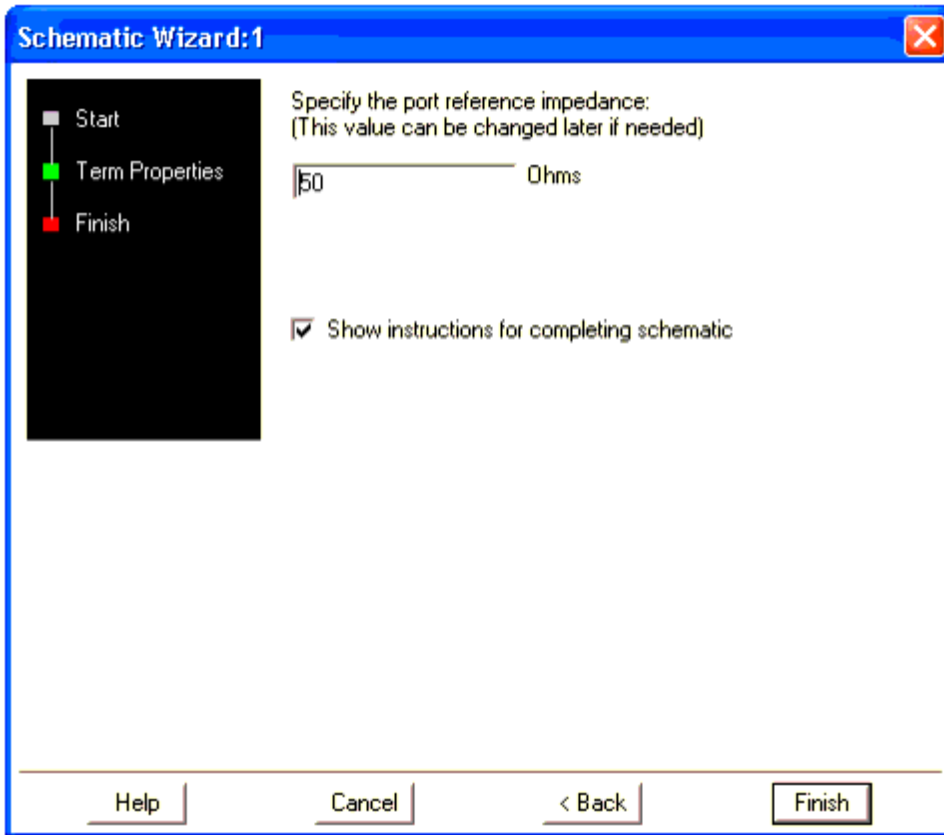 Schematic Wizard:1
Start
Term Properties
Finish
Specify the port reference impedance:
(This value can be changed later if needed)
50 Ohms
Show instructions for completing schematic
Help Cancel < Back Finish